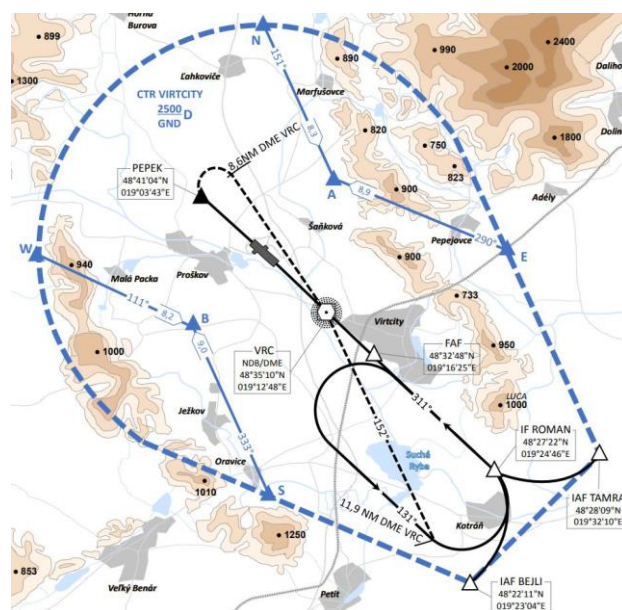 Horná
Burova
899
1300
N
Ľahkoviče
CTR VIRTCITY
2500 D
GND
151°
8.3
890
Marfušovce
990
2400
2000
Daliho
Dolin
1800
820
750
823
Adély
8,6NM DME VRC
PEPEK
48°41'04"N
019°03'43"E
A
8.9
900
290°
E
Šaňková
Pepejovce
W
940
Malá Packa
Proškov
111°
8.2
B
900
733
Virtcity
950
1000
VRC
NDB/DME
48°35'10"N
019°12'48"E
FAF
48°32'48"N
019°16'25"E
9.0
333°
Ježkov
311°
LUCA
1000
152°
IF ROMAN
48°27'22"N
019°24'46"E
Oravice
1010
S
Suchá
Ryba
131°
11,9 NM DME VRC
Kotráň
IAF TAMRA
48°28'09"N
019°32'10"E
1250
853
Veľký Benár
Petit
IAF BEJLI
48°22'11"N
019°23'04"E